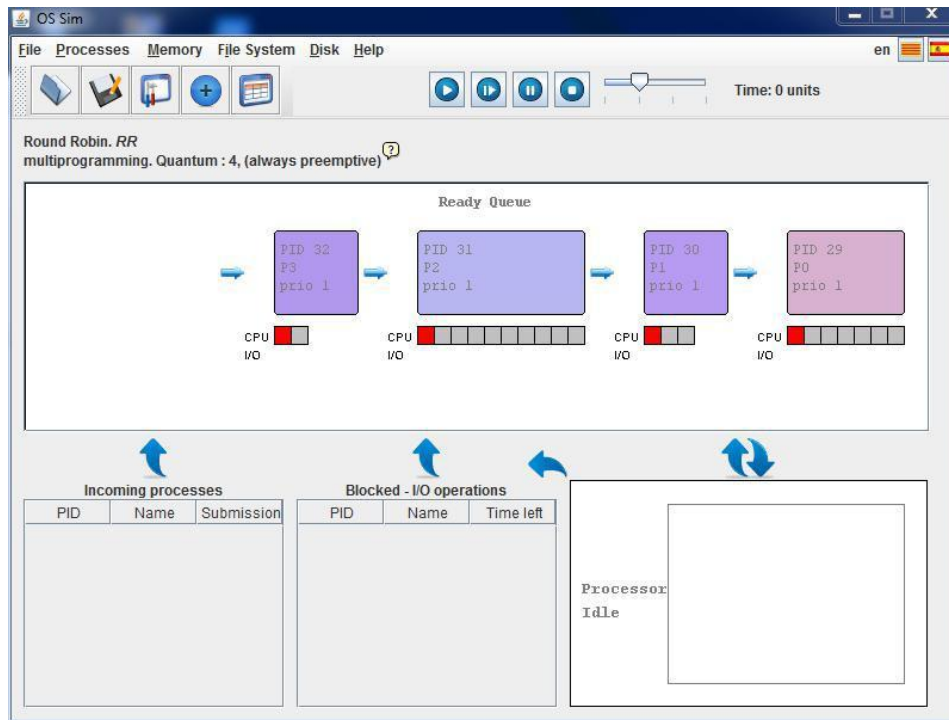 OS Sim
File Processes Memory File System Disk Help en
Time: 0 units
Round Robin. RR
multiprogramming. Quantum : 4, (always preemptive) ?
Ready Queue
PID 32
P3
prio 1
CPU
I/O
PID 31
P2
prio 1
CPU
I/O
PID 30
P1
prio 1
CPU
I/O
PID 29
P0
prio 1
CPU
I/O
Incoming processes
PID Name Submission
Blocked - I/O operations
PID Name Time left
Processor
Idle